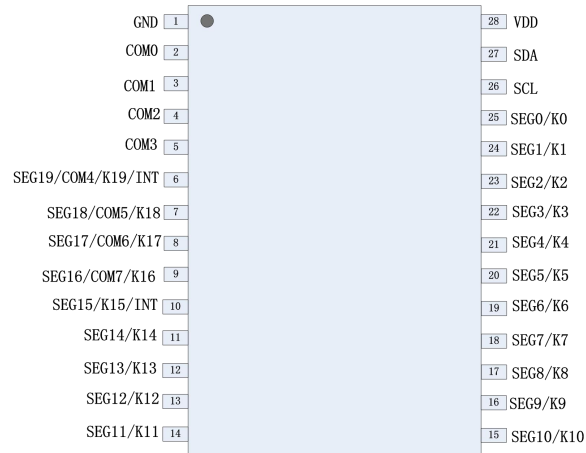 GND 1 28 VDD
COM0 2 27 SDA
COM1 3 26 SCL
COM2 4 25 SEG0/K0
COM3 5 24 SEG1/K1
SEG19/COM4/K19/INT 6 23 SEG2/K2
SEG18/COM5/K18 7 22 SEG3/K3
SEG17/COM6/K17 8 21 SEG4/K4
SEG16/COM7/K16 9 20 SEG5/K5
SEG15/K15/INT 10 19 SEG6/K6
SEG14/K14 11 18 SEG7/K7
SEG13/K13 12 17 SEG8/K8
SEG12/K12 13 16 SEG9/K9
SEG11/K11 14 15 SEG10/K10